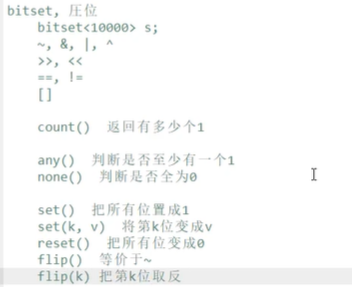 bitset, 圧位
bitset<10000> s;
~, &, |, ^
>>, <<
==, !=
[]
count() 返回有多少个1
any() 判断是否至少有一个1
none() 判断是否全为0
set() 把所有位置成1
set(k, v) 将第k位变成v
reset() 把所有位变成0
flip() 等价于~
flip(k) 把第k位取反